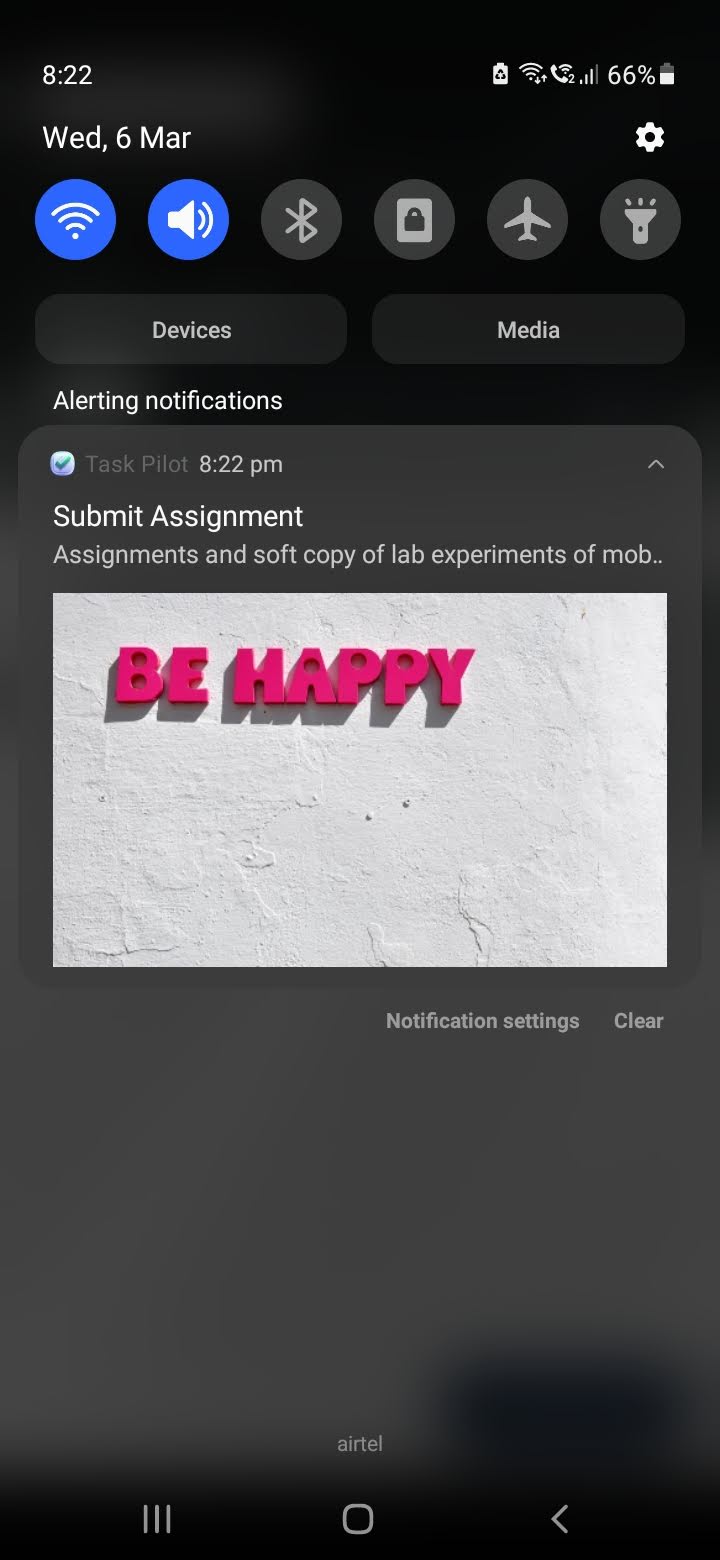 8:22 66%
Wed, 6 Mar
Devices Media
Alerting notifications
Task Pilot 8:22 pm
Submit Assignment
Assignments and soft copy of lab experiments of mob..
BE HAPPY
Notification settings Clear
airtel